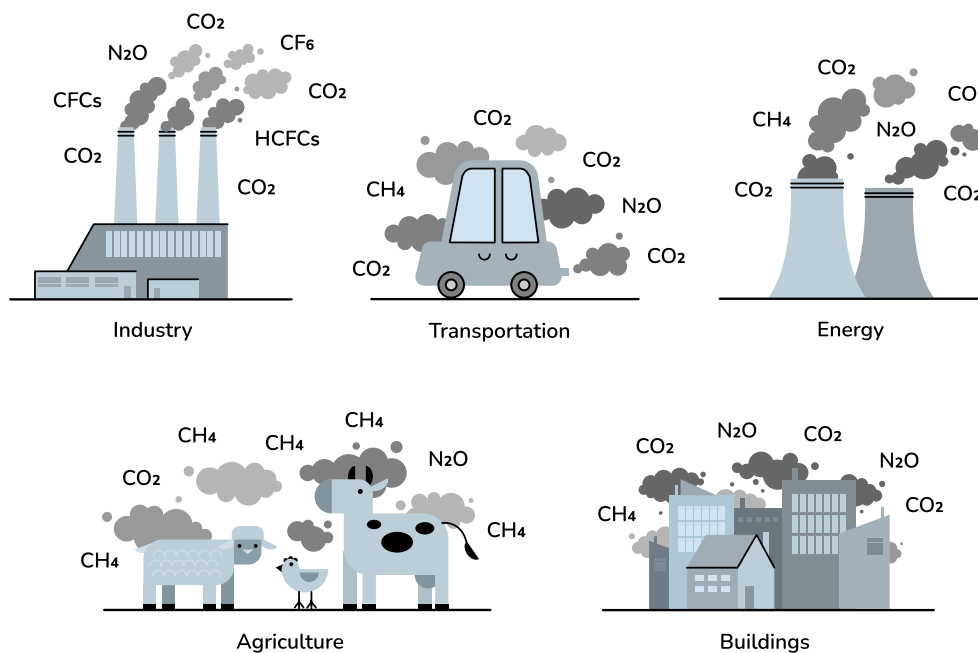 CO₂
N₂O
CF₆
CFCs
CO₂
HCFCs
CO₂
CO₂
Industry
CO₂
CO₂
CH₄
N₂O
CO₂
CO₂
Transportation
CO₂
CO
CH₄
N₂O
CO₂
CO₂
Energy
CH₄
CH₄
CH₄
N₂O
CO₂
CH₄
CH₄
Agriculture
N₂O
CO₂
CO₂
N₂O
CO₂
CH₄
Buildings